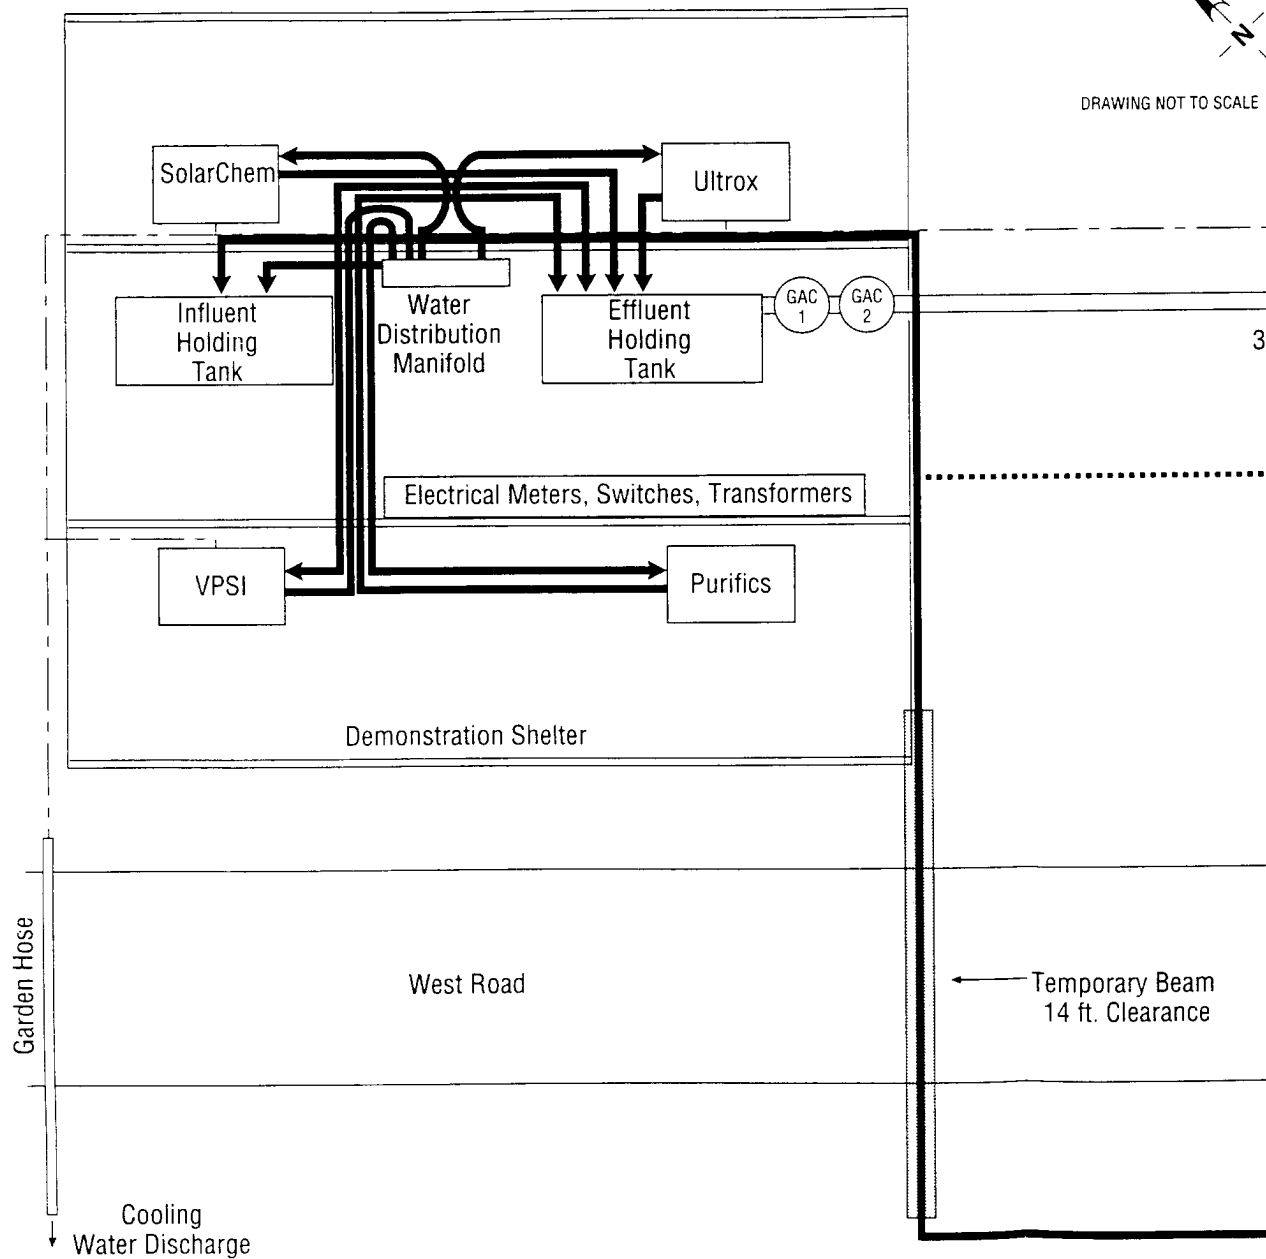 N
DRAWING NOT TO SCALE
SolarChem
Ultrox
Influent
Holding
Tank
Water
Distribution
Manifold
Effluent
Holding
Tank
GAC
1
GAC
2
3
Electrical Meters, Switches, Transformers
VPSI
Purifics
Demonstration Shelter
Garden Hose
West Road
Temporary Beam
14 ft. Clearance
Cooling
Water Discharge